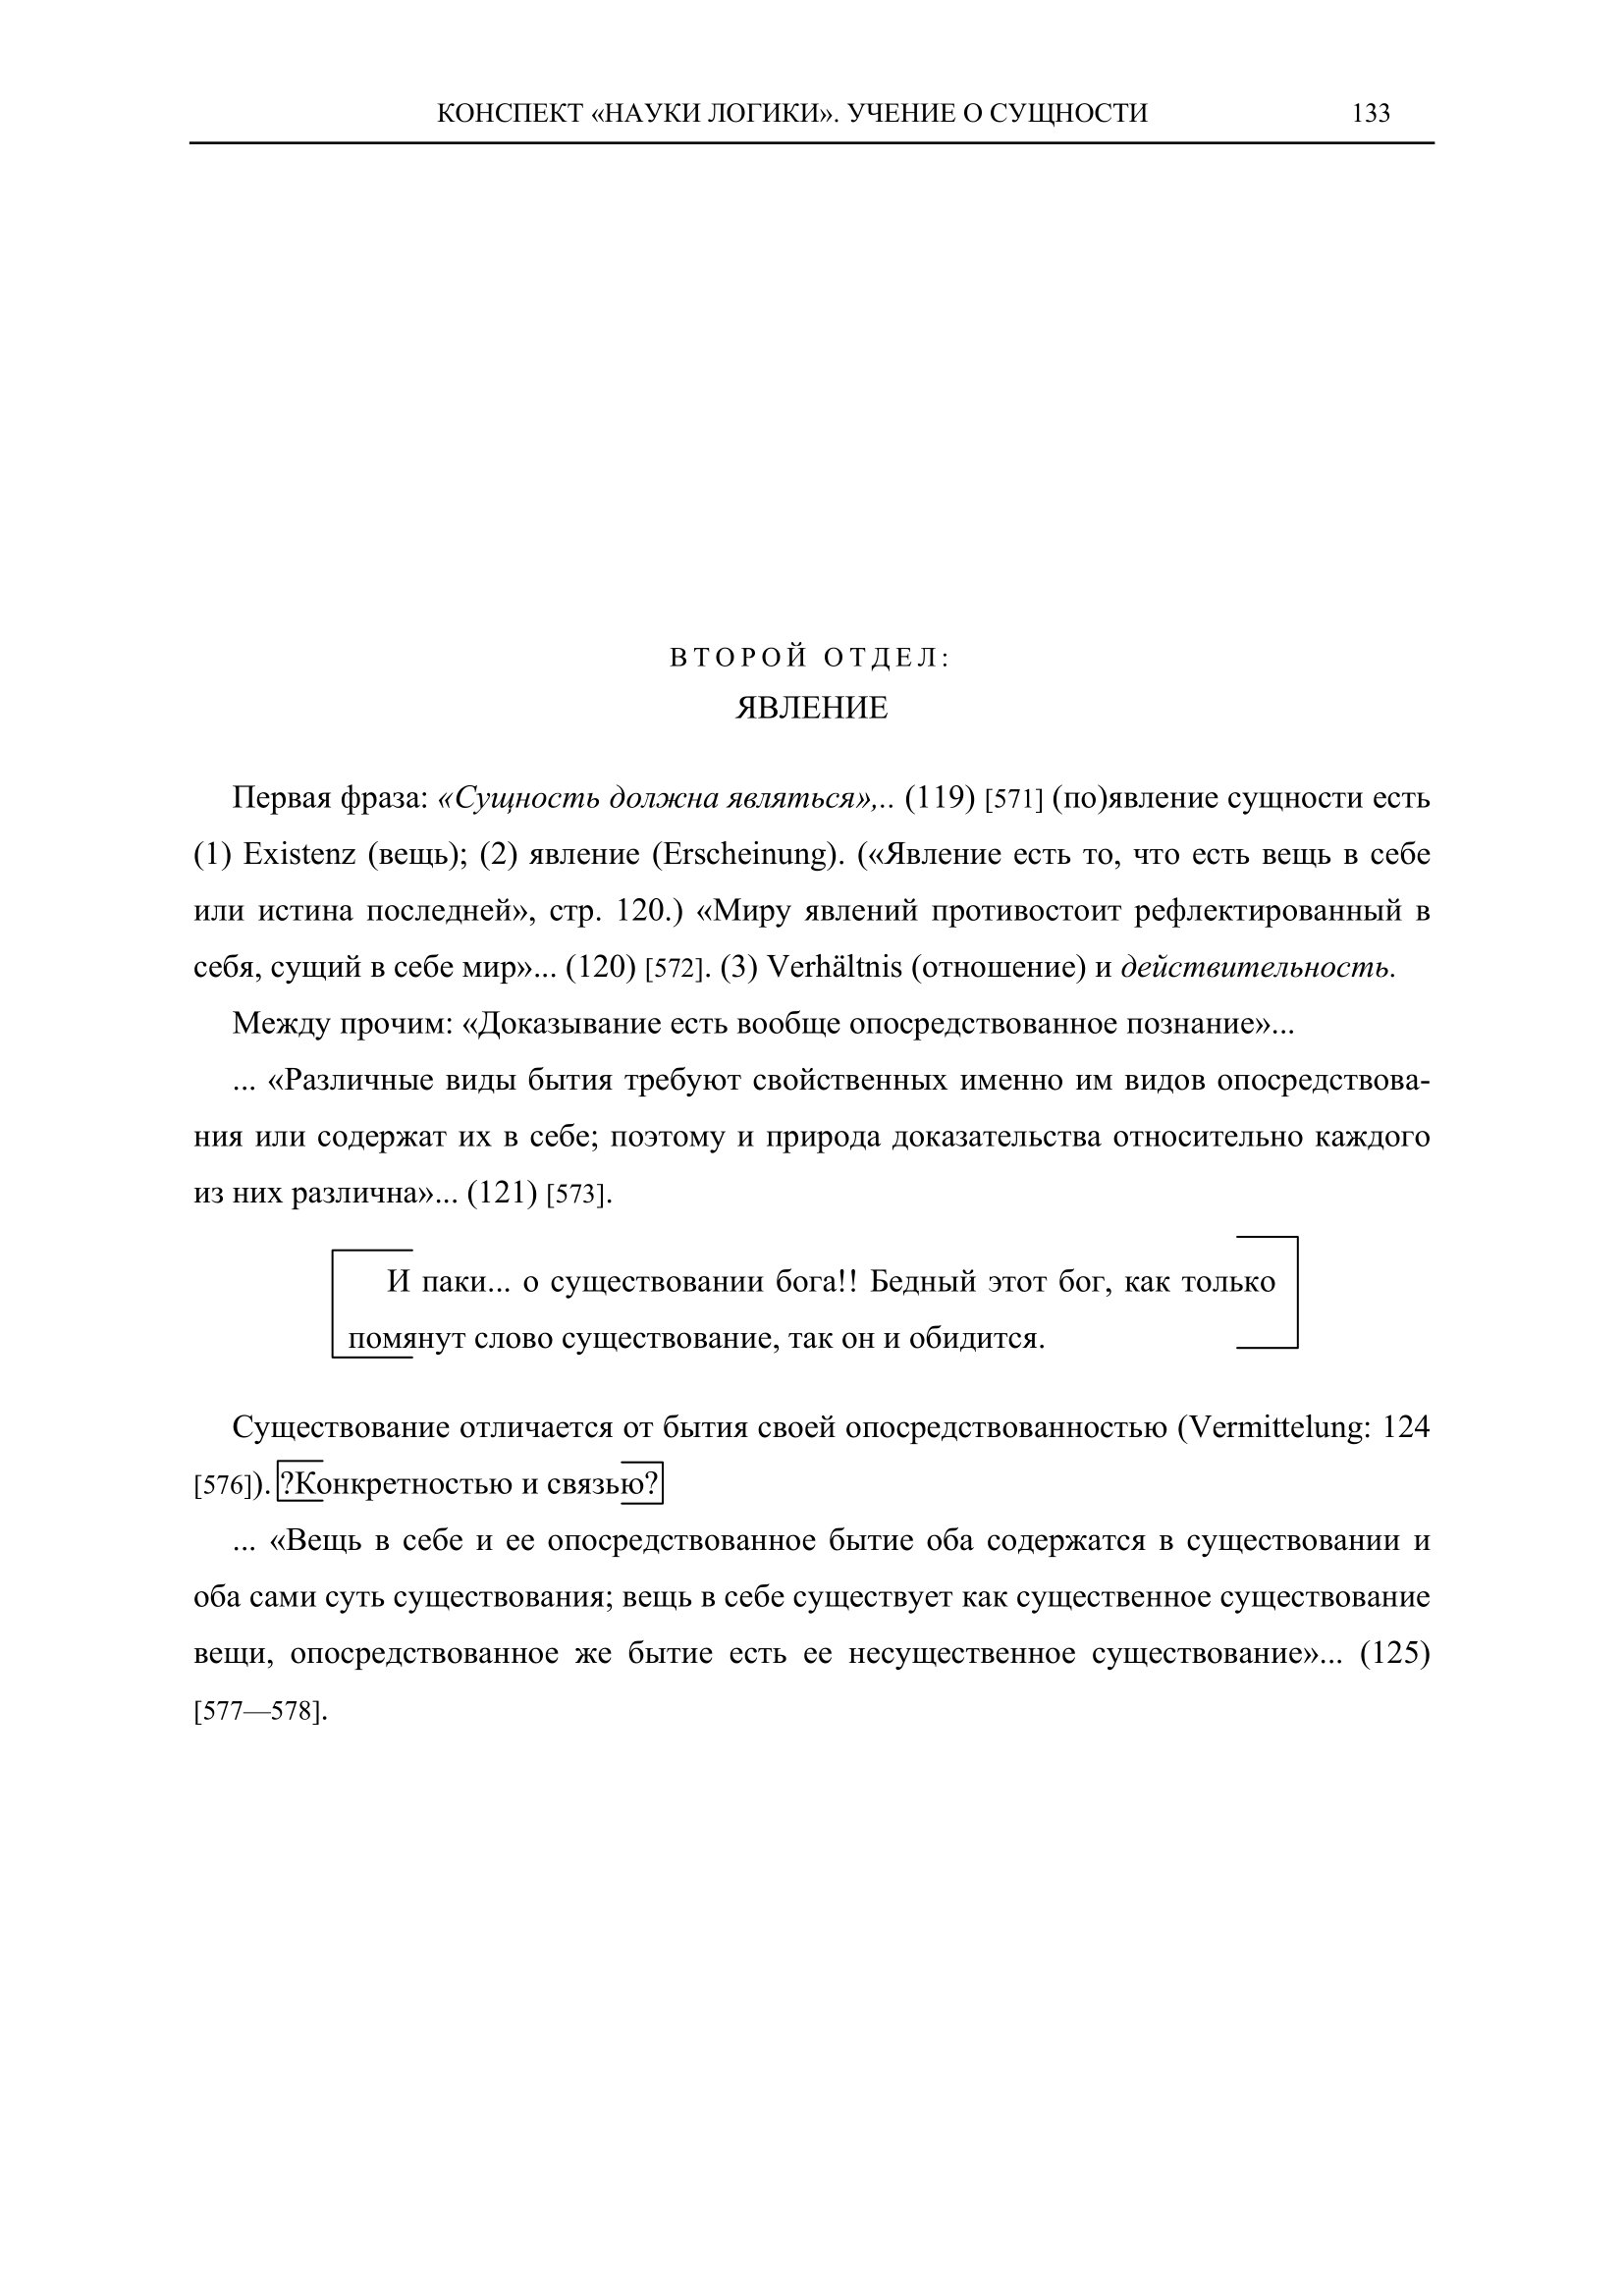 КОНСПЕКТ «НАУКИ ЛОГИКИ». УЧЕНИЕ О СУЩНОСТИ 133
ВТОРОЙ ОТДЕЛ:
ЯВЛЕНИЕ
Первая фраза: «Сущность должна являться»,.. (119) [571] (по)явление сущности есть
(1) Existenz (вещь); (2) явление (Erscheinung). («Явление есть то, что есть вещь в себе
или истина последней», стр. 120.) «Миру явлений противостоит рефлектированный в
себя, сущий в себе мир»... (120) [572]. (3) Verhältnis (отношение) и действительность.
Между прочим: «Доказывание есть вообще опосредствованное познание»...
... «Различные виды бытия требуют свойственных именно им видов опосредствова-
ния или содержат их в себе; поэтому и природа доказательства относительно каждого
из них различна»... (121) [573].
И паки... о существовании бога!! Бедный этот бог, как только
помянут слово существование, так он и обидится.
Существование отличается от бытия своей опосредствованностью (Vermittelung: 124
[576]). ?Конкретностью и связью?
... «Вещь в себе и ее опосредствованное бытие оба содержатся в существовании и
оба сами суть существования; вещь в себе существует как существенное существование
вещи, опосредствованное же бытие есть ее несущественное существование»... (125)
[577—578].